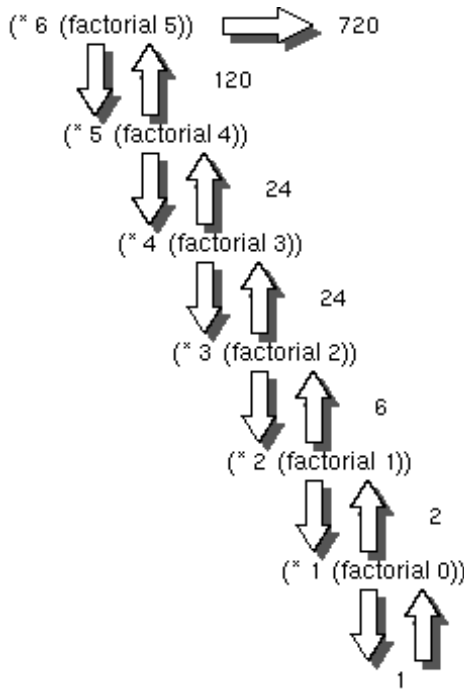 (* 6 (factorial 5)) 720
120
(* 5 (factorial 4))
24
(* 4 (factorial 3))
24
(* 3 (factorial 2))
6
(* 2 (factorial 1))
2
(* 1 (factorial 0))
1